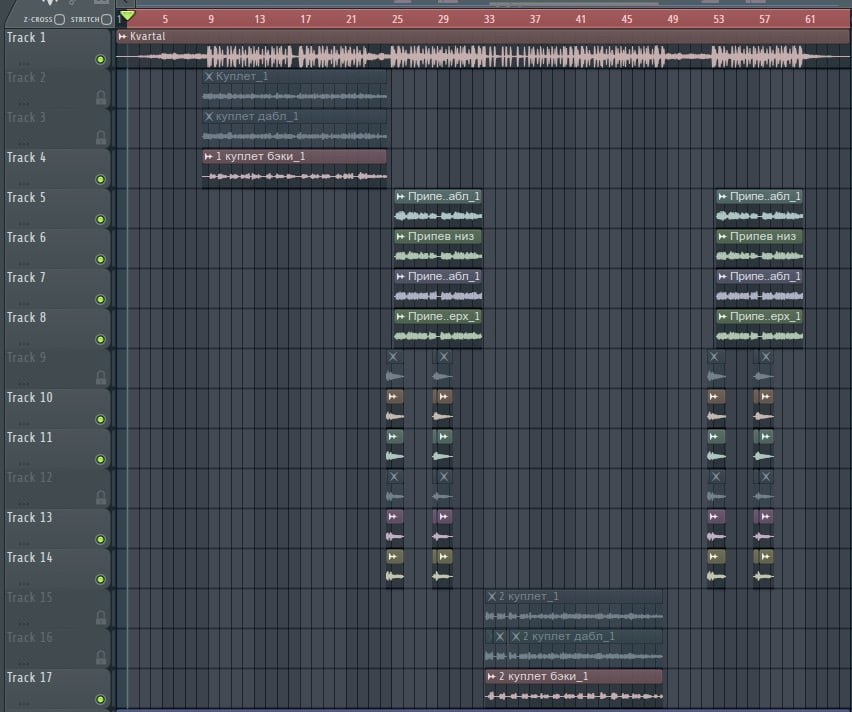 Z-CROSS STRETCH 1 5 9 13 17 21 25 29 33 37 41 45 49 53 57 61
Track 1 Kvartal
...
Track 2 Куплет_1
...
Track 3 куплет дабл_1
...
Track 4 1 куплет бэки_1
...
Track 5 Припе..абл_1 Припе..абл_1
...
Track 6 Припев низ Припев низ
...
Track 7 Припе..абл_1 Припе..абл_1
...
Track 8 Припе..ерх_1 Припе..ерх_1
...
Track 9
...
Track 10
...
Track 11
...
Track 12
...
Track 13
...
Track 14
...
Track 15 2 куплет_1
...
Track 16 2 куплет дабл_1
...
Track 17 2 куплет бэки_1
...